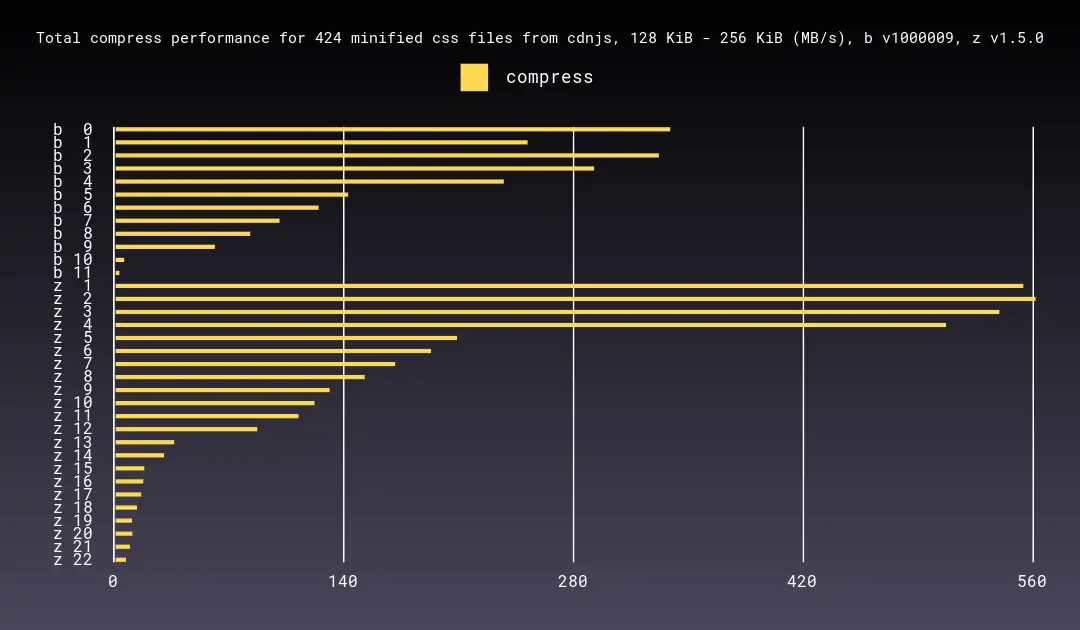 Total compress performance for 424 minified css files from cdnjs, 128 KiB - 256 KiB (MB/s), b v1000009, z v1.5.0
compress
b 0
b 1
b 2
b 3
b 4
b 5
b 6
b 7
b 8
b 9
b 10
b 11
z 1
z 2
z 3
z 4
z 5
z 6
z 7
z 8
z 9
z 10
z 11
z 12
z 13
z 14
z 15
z 16
z 17
z 18
z 19
z 20
z 21
z 22
0 140 280 420 560